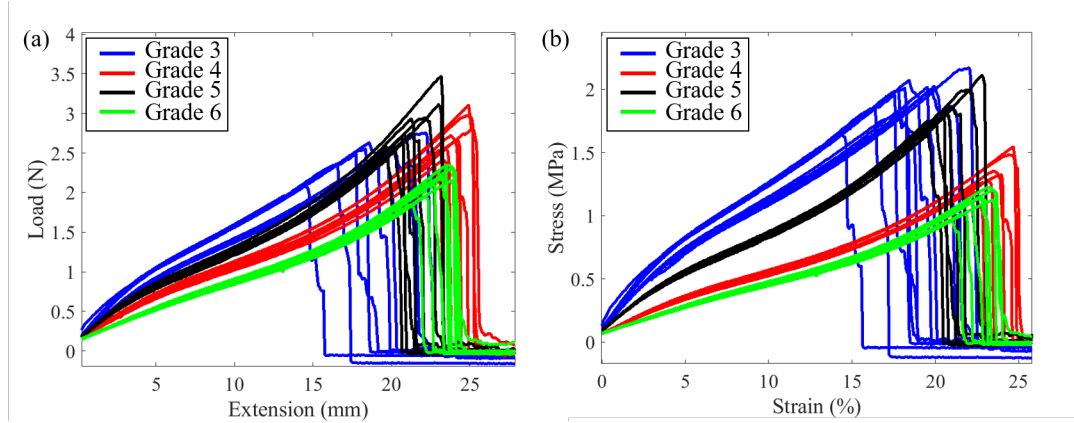 (a)
Grade 3
Grade 4
Grade 5
Grade 6
Load (N)
4
3.5
3
2.5
2
1.5
1
0.5
0
5
10
15
20
25
Extension (mm)
(b)
Grade 3
Grade 4
Grade 5
Grade 6
Stress (MPa)
2
1.5
1
0.5
0
0
5
10
15
20
25
Strain (%)